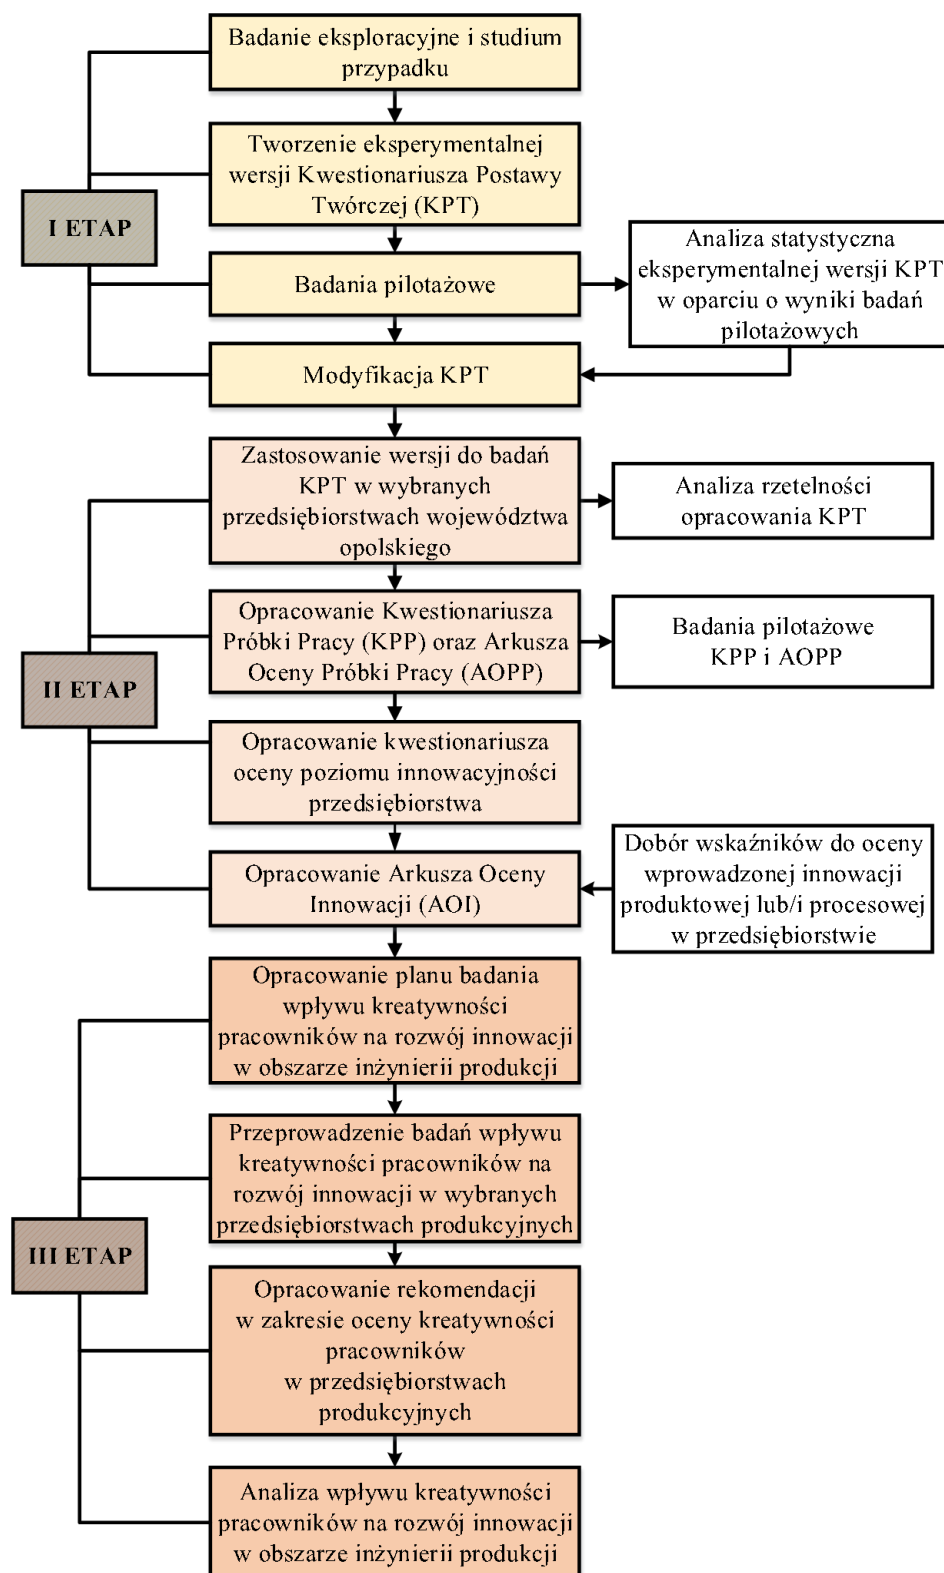 Badanie eksploracyjne i studium
przypadku
Tworzenie eksperymentalnej
wersji Kwestionariusza Postawy
Twórczej (KPT)
I ETAP
Badania pilotażowe
Analiza statystyczna
eksperymentalnej wersji KPT
w oparciu o wyniki badań
pilotażowych
Modyfikacja KPT
Zastosowanie wersji do badań
KPT w wybranych
przedsiębiorstwach województwa
opolskiego
Analiza rzetelności
opracowania KPT
Opracowanie Kwestionariusza
Próbki Pracy (KPP) oraz Arkusza
Oceny Próbki Pracy (AOPP)
Badania pilotażowe
KPP i AOPP
II ETAP
Opracowanie kwestionariusza
oceny poziomu innowacyjności
przedsiębiorstwa
Opracowanie Arkusza Oceny
Innowacji (AOI)
Dobór wskaźników do oceny
wprowadzonej innowacji
produktowej lub/i procesowej
w przedsiębiorstwie
Opracowanie planu badania
wpływu kreatywności
pracowników na rozwój innowacji
w obszarze inżynierii produkcji
Przeprowadzenie badań wpływu
kreatywności pracowników na
rozwój innowacji w wybranych
przedsiębiorstwach produkcyjnych
III ETAP
Opracowanie rekomendacji
w zakresie oceny kreatywności
pracowników
w przedsiębiorstwach
produkcyjnych
Analiza wpływu kreatywności
pracowników na rozwój innowacji
w obszarze inżynierii produkcji